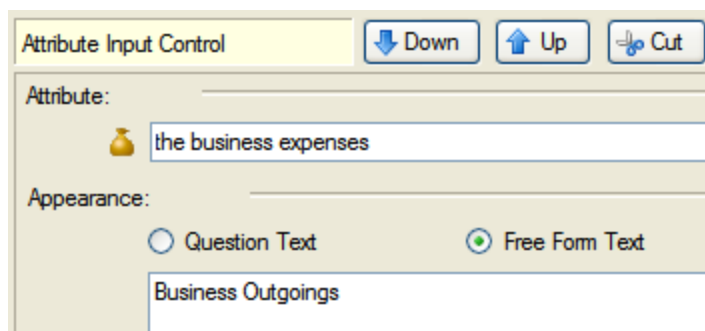 Attribute Input Control Down Up Cut
Attribute:
the business expenses
Appearance:
Question Text Free Form Text
Business Outgoings